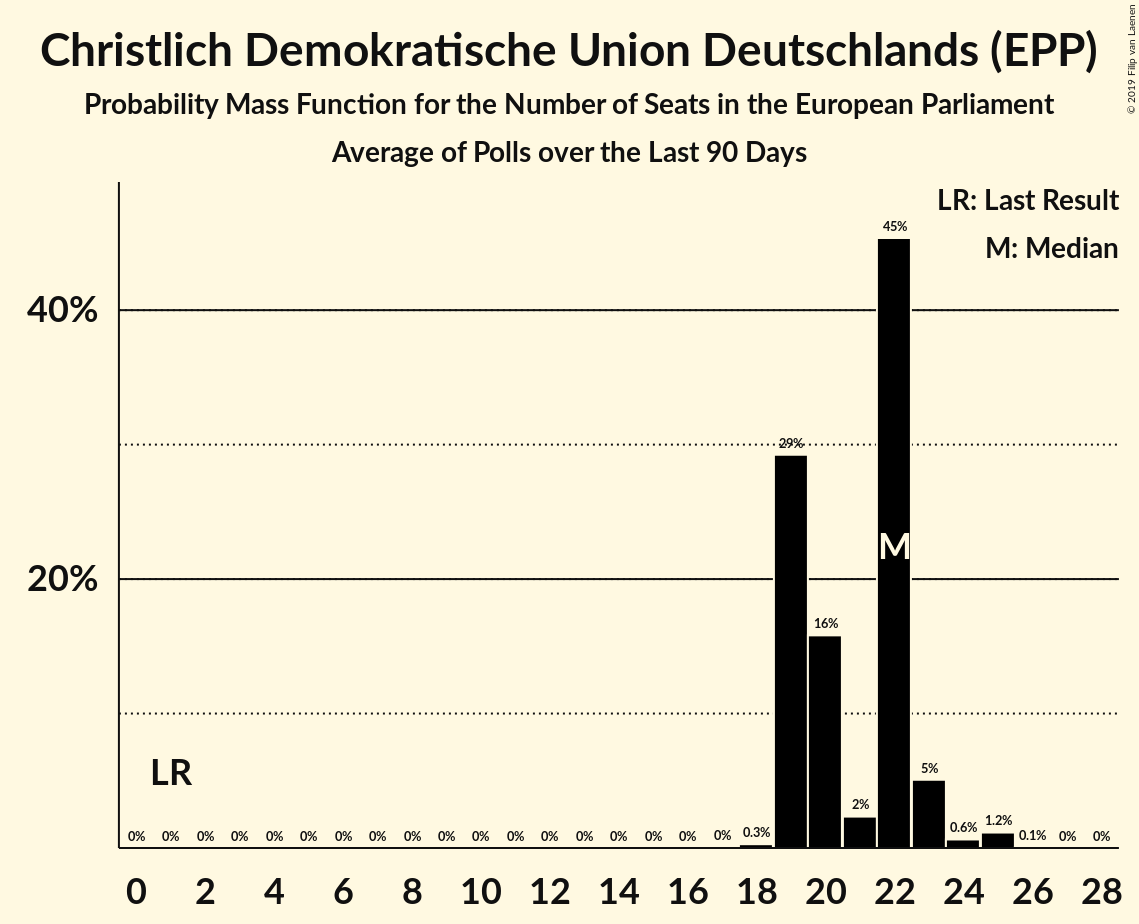 Christlich Demokratische Union Deutschlands (EPP)
Probability Mass Function for the Number of Seats in the European Parliament
Average of Polls over the Last 90 Days
© 2019 Filip van Laenen
LR: Last Result
M: Median
45%
40%
29%
M
20%
16%
LR
5%
2%
0% 0% 0% 0% 0% 0% 0% 0% 0% 0% 0% 0% 0% 0% 0% 0% 0% 0% 0.3% 0.6% 1.2% 0.1% 0% 0%
0 2 4 6 8 10 12 14 16 18 20 22 24 26 28